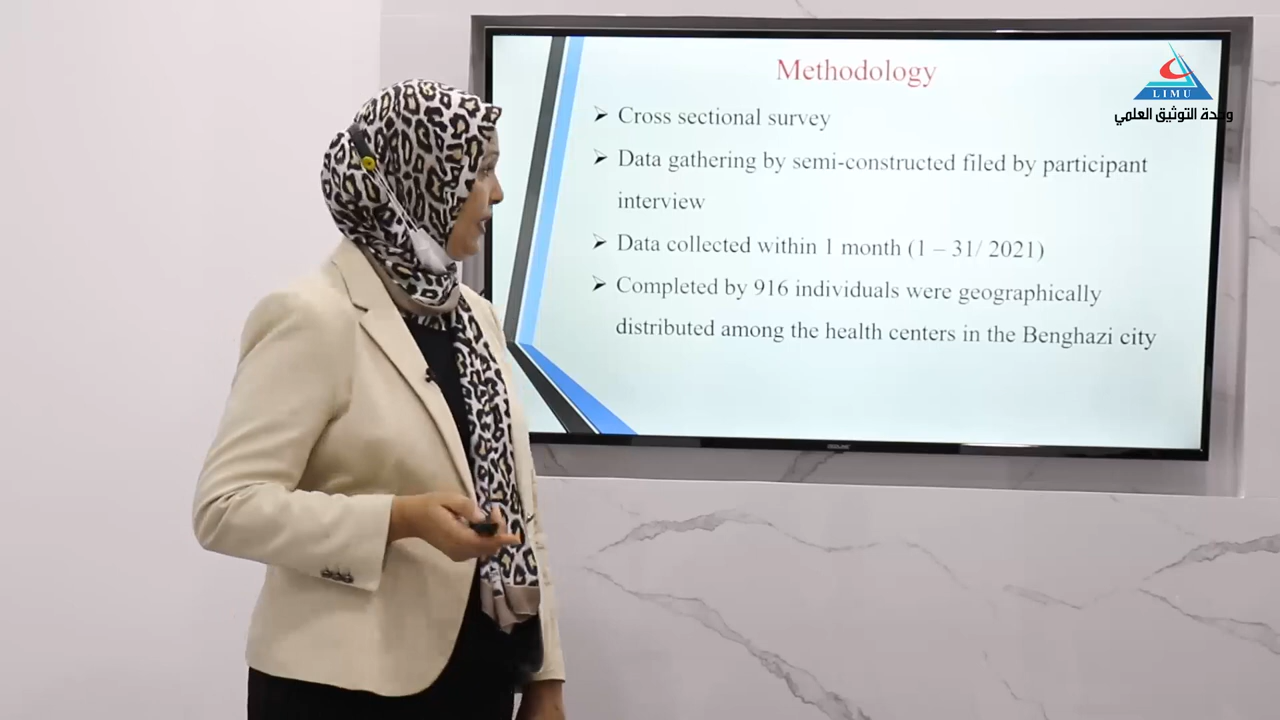 Methodology
LIMU
وحدة التوثيق العلمي
➢ Cross sectional survey
➢ Data gathering by semi-constructed filed by participant
interview
➢ Data collected within 1 month (1 – 31/ 2021)
➢ Completed by 916 individuals were geographically
distributed among the health centers in the Benghazi city